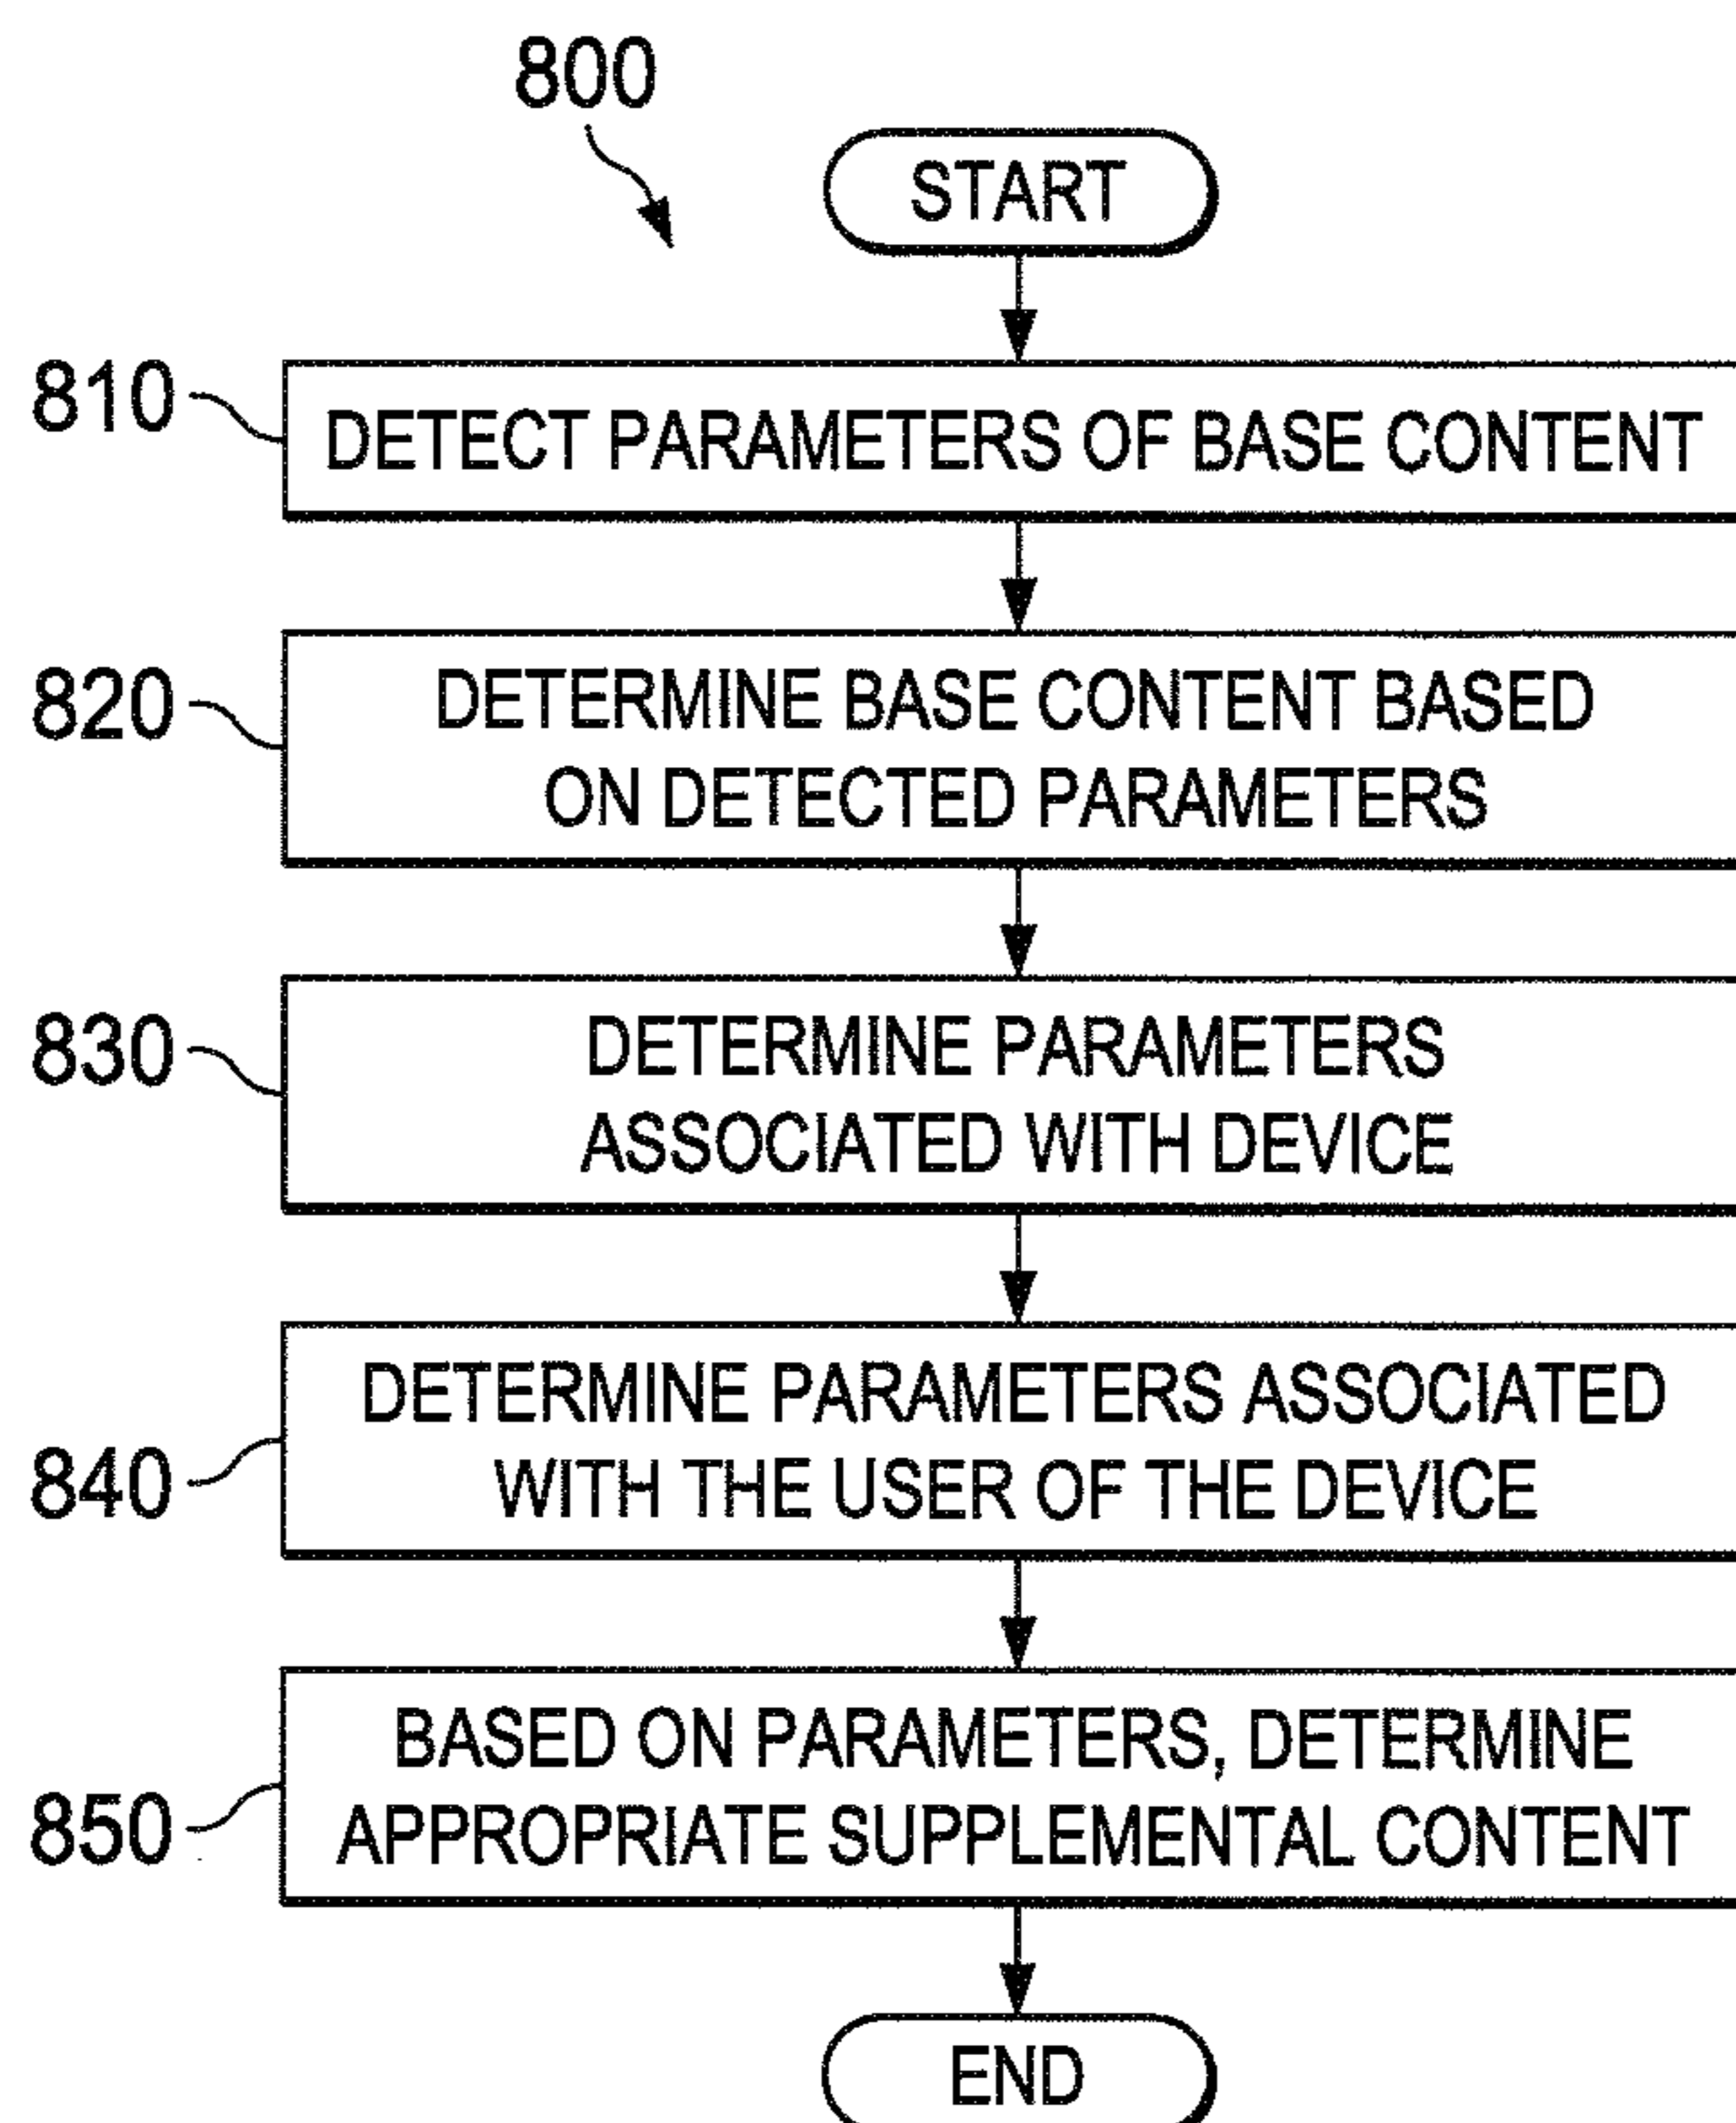 800
START
810
DETECT PARAMETERS OF BASE CONTENT
820
DETERMINE BASE CONTENT BASED
ON DETECTED PARAMETERS
830
DETERMINE PARAMETERS
ASSOCIATED WITH DEVICE
840
DETERMINE PARAMETERS ASSOCIATED
WITH THE USER OF THE DEVICE
850
BASED ON PARAMETERS, DETERMINE
APPROPRIATE SUPPLEMENTAL CONTENT
END